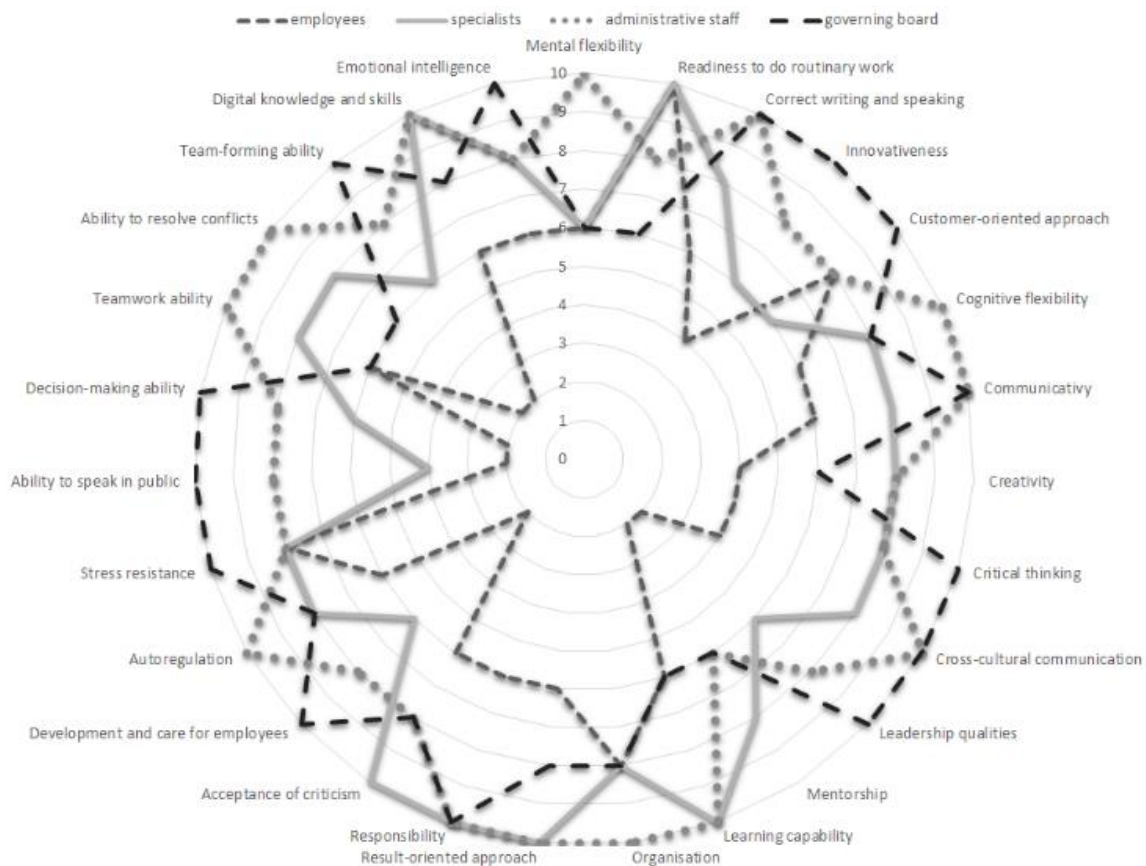 employees specialists administrative staff governing board
Mental flexibility
Emotional intelligence Readiness to do routinary work
Digital knowledge and skills 10 Correct writing and speaking
9
Team-forming ability 8 Innovativeness
7
Ability to resolve conflicts 6 Customer-oriented approach
5
Teamwork ability 4 Cognitive flexibility
3
2
Decision-making ability Communicativy
1
Ability to speak in public 0 Creativity
Stress resistance Critical thinking
Autoregulation Cross-cultural communication
Development and care for employees Leadership qualities
Acceptance of criticism Mentorship
Responsibility Learning capability
Result-oriented approach Organisation